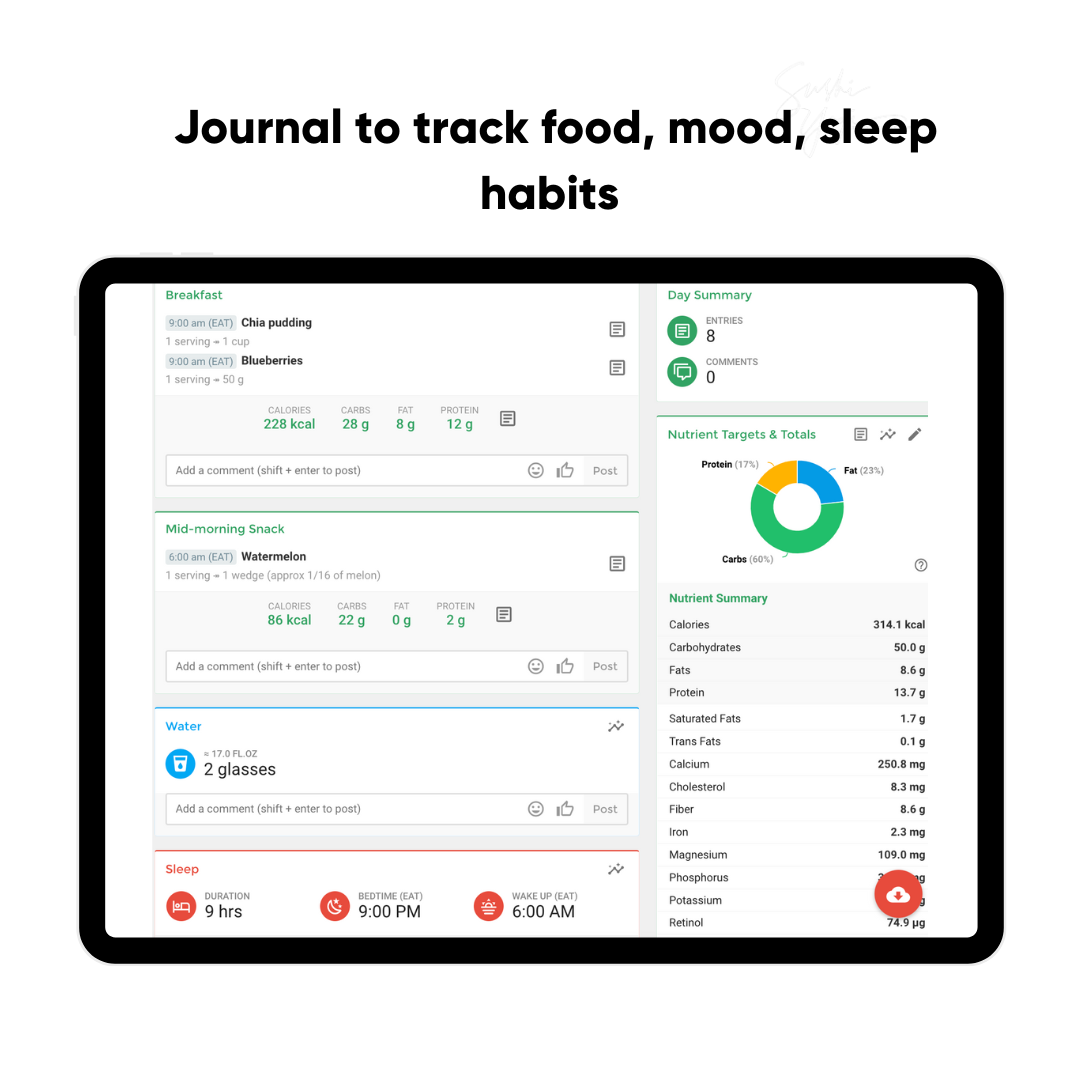 Journal to track food, mood, sleep
habits
Breakfast
9:00 am (EAT) Chia pudding
1 serving ↠ 1 cup
9:00 am (EAT) Blueberries
1 serving ↠ 50 g
CALORIES CARBS FAT PROTEIN
228 kcal 28 g 8 g 12 g
Add a comment (shift + enter to post) Post
Mid-morning Snack
6:00 am (EAT) Watermelon
1 serving ↠ 1 wedge (approx 1/16 of melon)
CALORIES CARBS FAT PROTEIN
86 kcal 22 g 0 g 2 g
Add a comment (shift + enter to post) Post
Water
≈ 17.0 FL.OZ
2 glasses
Add a comment (shift + enter to post) Post
Sleep
DURATION BEDTIME (EAT) WAKE UP (EAT)
9 hrs 9:00 PM 6:00 AM
Day Summary
ENTRIES
8
COMMENTS
0
Nutrient Targets & Totals
Protein (17%)
Fat (23%)
Carbs (60%)
Nutrient Summary
Calories 314.1 kcal
Carbohydrates 50.0 g
Fats 8.6 g
Protein 13.7 g
Saturated Fats 1.7 g
Trans Fats 0.1 g
Calcium 250.8 mg
Cholesterol 8.3 mg
Fiber 8.6 g
Iron 2.3 mg
Magnesium 109.0 mg
Phosphorus
Potassium
Retinol 74.9 µg